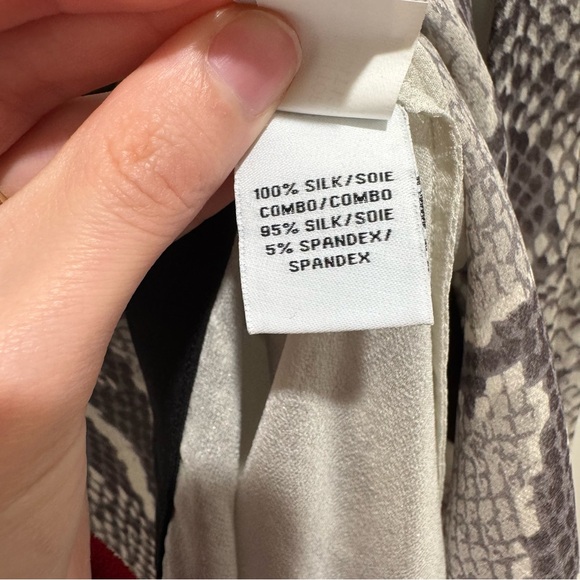 100% SILK/SOIE
COMBO/COMBO
95% SILK/SOIE
5% SPANDEX/
SPANDEX